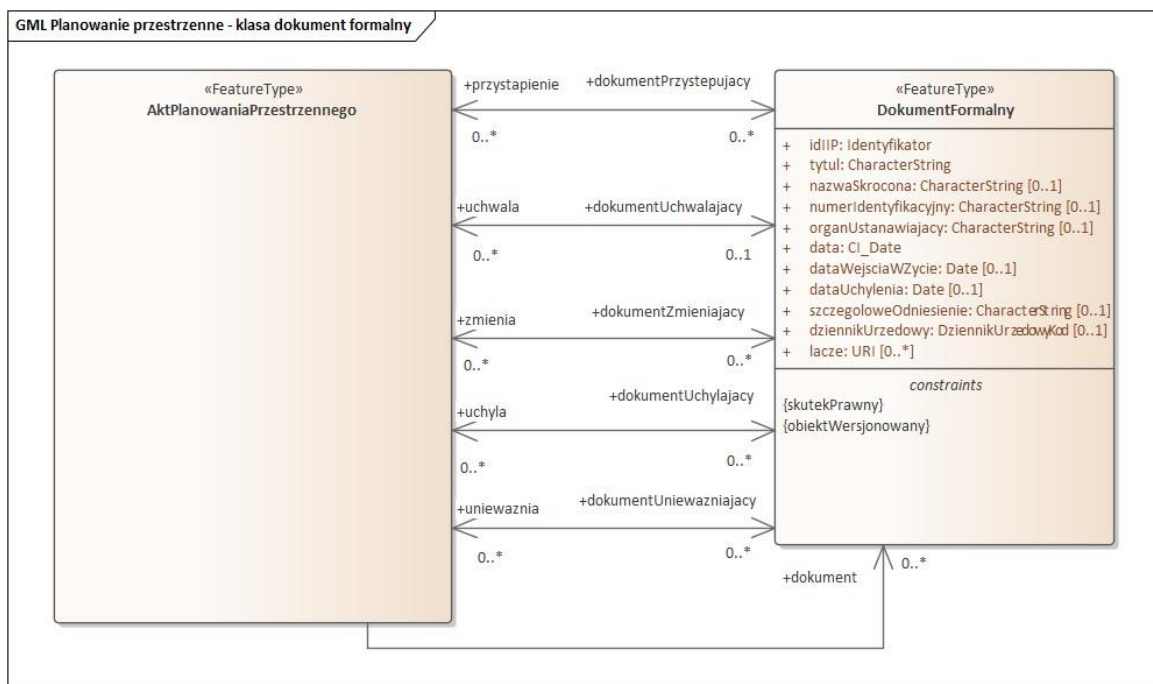 GML Planowanie przestrzenne - klasa dokument formalny
«FeatureType»
AktPlanowaniaPrzestrzennego
+przystapienie
+dokumentPrzystepujacy
0..*
0..*
+uchwala
+dokumentUchwalajacy
0..*
0..1
+zmienia
+dokumentZmieniajacy
0..*
0..*
+uchyla
+dokumentUchylajacy
0..*
0..*
+uniewaznia
+dokumentUniewazniajacy
0..*
0..*
+dokument
0..*
«FeatureType»
DokumentFormalny
+ idIIP: Identyfikator
+ tytul: CharacterString
+ nazwaSkrocona: CharacterString [0..1]
+ numerIdentyfikacyjny: CharacterString [0..1]
+ organUstanawiajacy: CharacterString [0..1]
+ data: CI_Date
+ dataWejsciaWZycie: Date [0..1]
+ dataUchylenia: Date [0..1]
+ szczegoloweOdniesienie: CharacterString [0..1]
+ dziennikUrzedowy: DziennikUrzedowyKod [0..1]
+ lacze: URI [0..*]
constraints
{skutekPrawny}
{obiektWersjonowany}